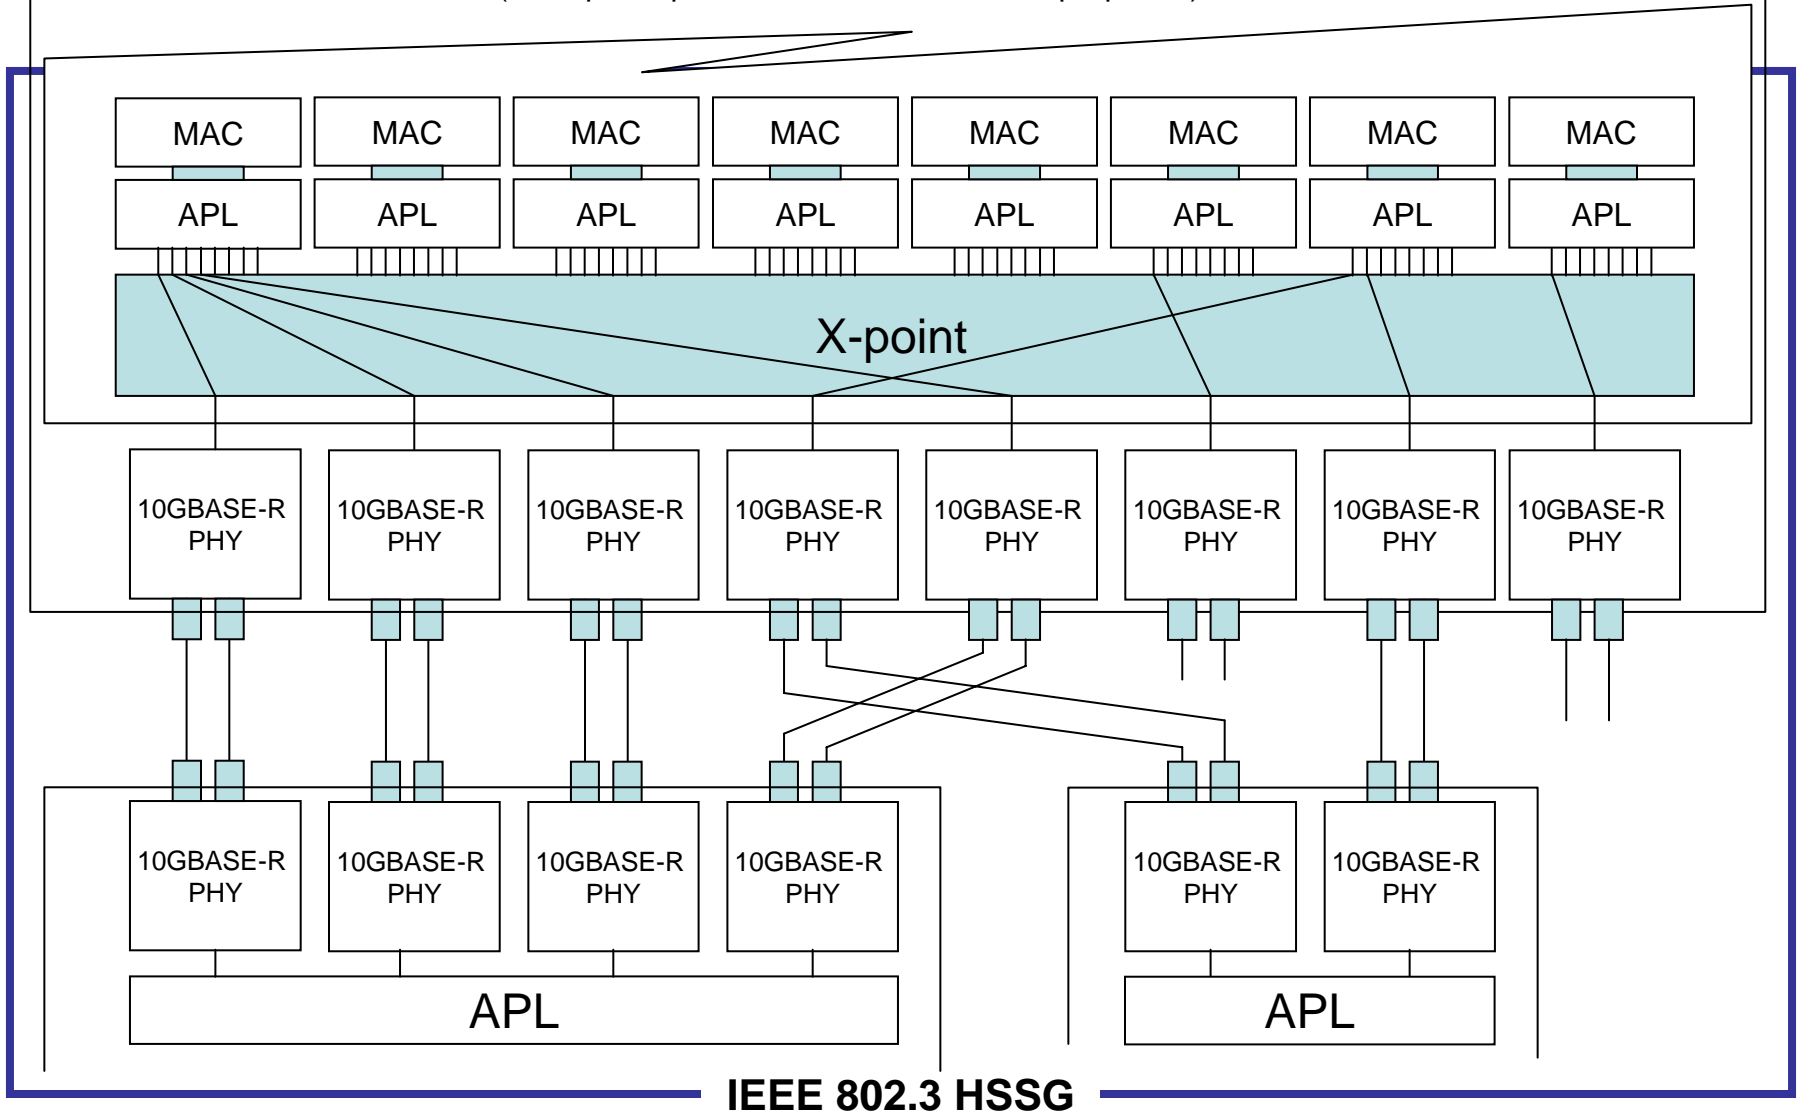 MAC MAC MAC MAC MAC MAC MAC MAC
APL APL APL APL APL APL APL APL
X-point
10GBASE-R 10GBASE-R 10GBASE-R 10GBASE-R 10GBASE-R 10GBASE-R 10GBASE-R 10GBASE-R
PHY PHY PHY PHY PHY PHY PHY PHY
10GBASE-R 10GBASE-R 10GBASE-R 10GBASE-R 10GBASE-R 10GBASE-R
PHY PHY PHY PHY PHY PHY
APL APL
IEEE 802.3 HSSG